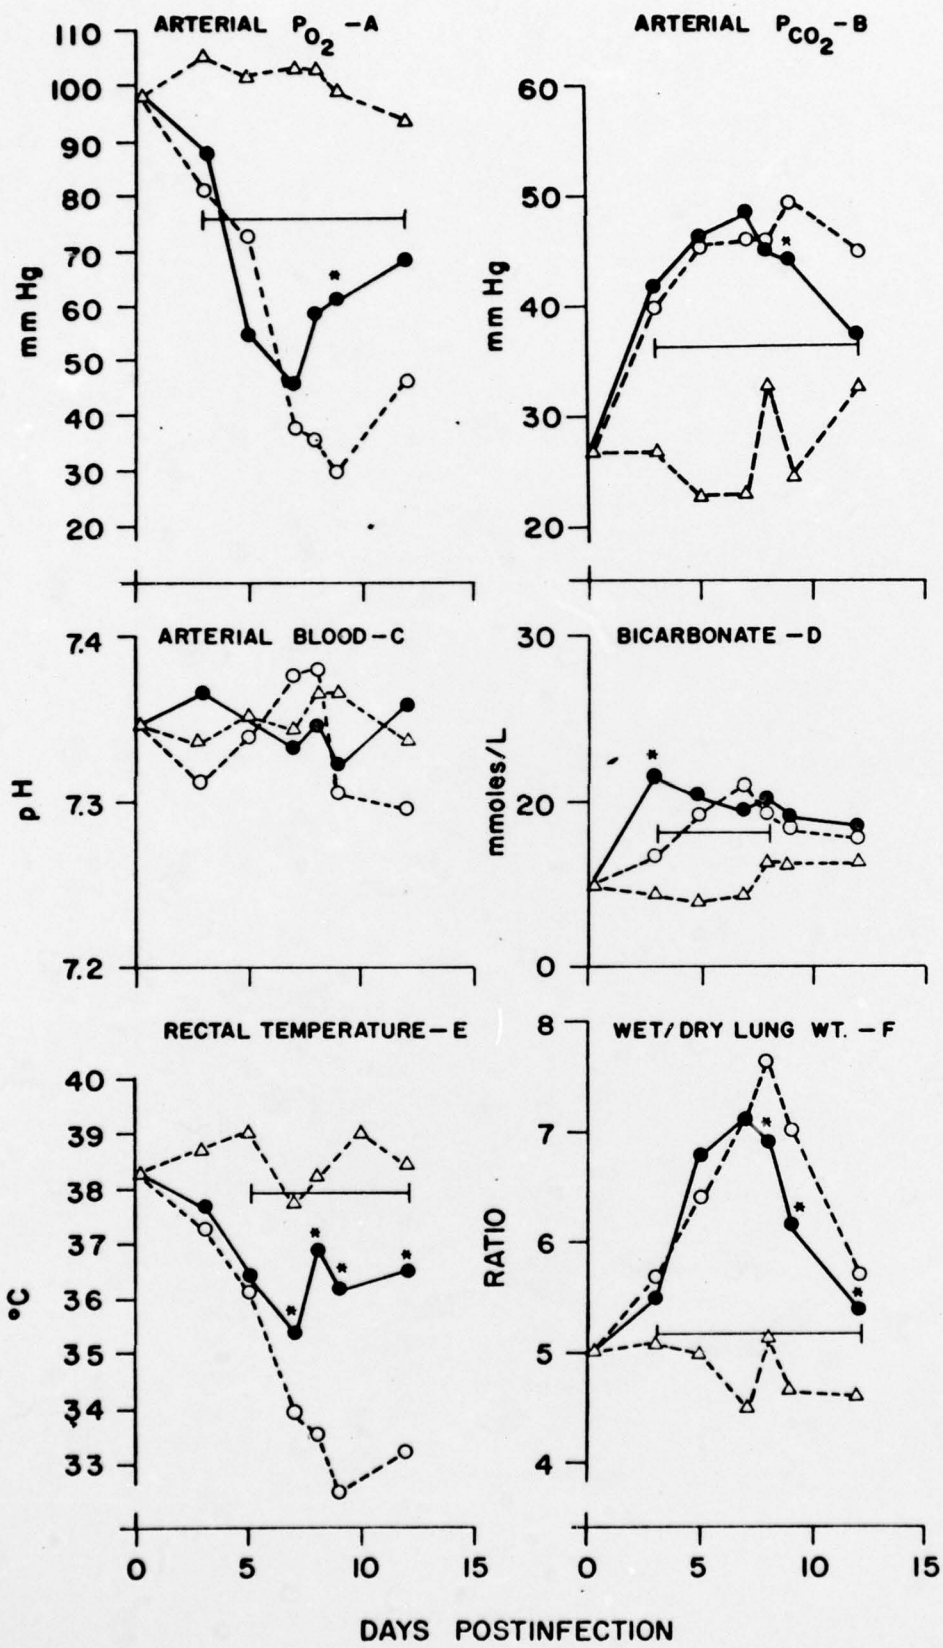 ARTERIAL PO2 -A
110
100
90
80
70
60
50
40
30
20
mm Hg
*
ARTERIAL PCO2 -B
60
50
40
30
20
mm Hg
*
ARTERIAL BLOOD-C
7.4
7.3
7.2
pH
BICARBONATE -D
30
20
0
mmoles/L
*
RECTAL TEMPERATURE-E
40
39
38
37
36
35
34
33
°C
* * * *
0 5 10 15
WET/DRY LUNG WT. -F
8
7
6
5
4
RATIO
* * *
0 5 10 15
DAYS POSTINFECTION